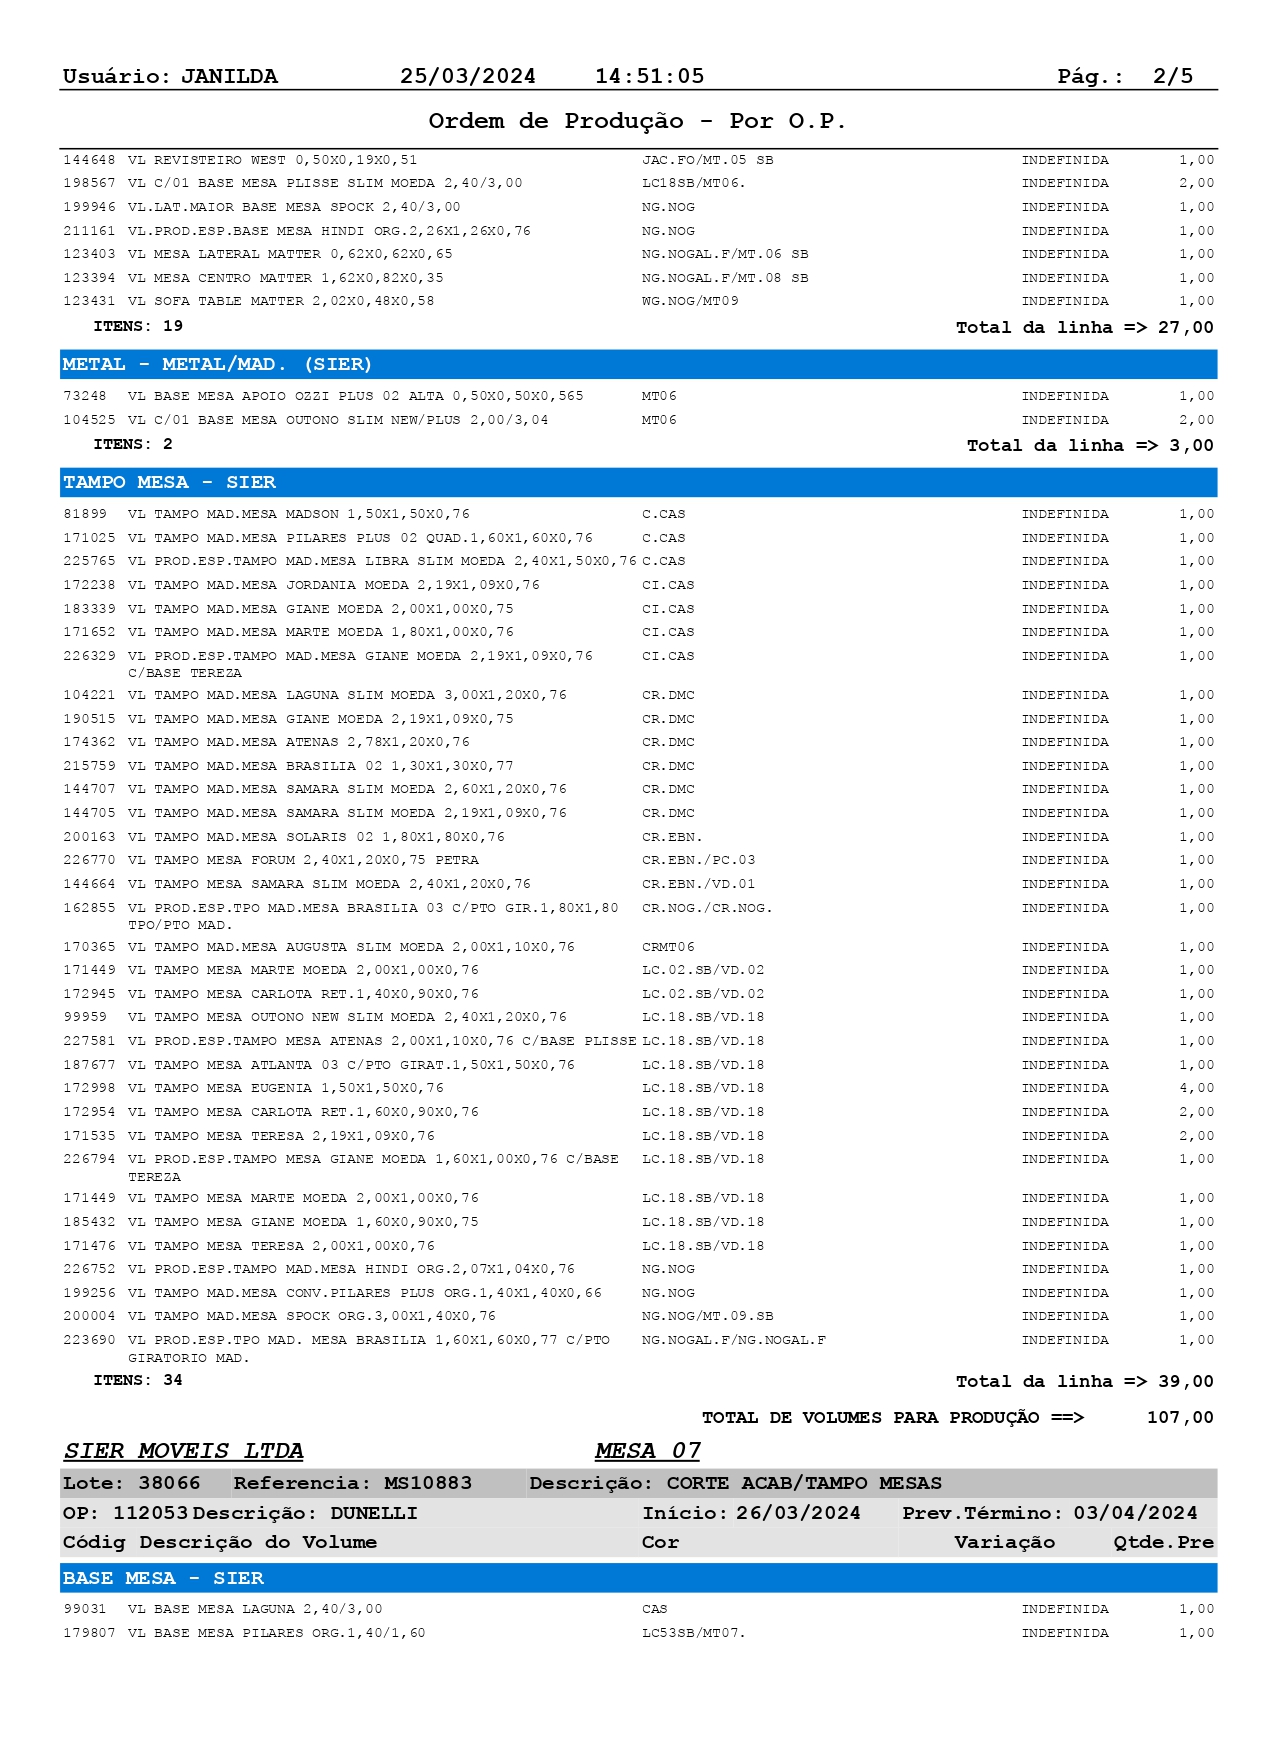 Usuário: JANILDA 25/03/2024 14:51:05 Pág.: 2/5
Ordem de Produção - Por O.P.
144648 VL REVISTEIRO WEST 0,50X0,19X0,51 JAC.FO/MT.05 SB INDEFINIDA 1,00
198567 VL C/01 BASE MESA PLISSE SLIM MOEDA 2,40/3,00 LC18SB/MT06. INDEFINIDA 2,00
199946 VL.LAT.MAIOR BASE MESA SPOCK 2,40/3,00 NG.NOG INDEFINIDA 1,00
211161 VL.PROD.ESP.BASE MESA HINDI ORG.2,26X1,26X0,76 NG.NOG INDEFINIDA 1,00
123403 VL MESA LATERAL MATTER 0,62X0,62X0,65 NG.NOGAL.F/MT.06 SB INDEFINIDA 1,00
123394 VL MESA CENTRO MATTER 1,62X0,82X0,35 NG.NOGAL.F/MT.08 SB INDEFINIDA 1,00
123431 VL SOFA TABLE MATTER 2,02X0,48X0,58 WG.NOG/MT09 INDEFINIDA 1,00
ITENS: 19 Total da linha => 27,00
METAL - METAL/MAD. (SIER)
73248 VL BASE MESA APOIO OZZI PLUS 02 ALTA 0,50X0,50X0,565 MT06 INDEFINIDA 1,00
104525 VL C/01 BASE MESA OUTONO SLIM NEW/PLUS 2,00/3,04 MT06 INDEFINIDA 2,00
ITENS: 2 Total da linha => 3,00
TAMPO MESA - SIER
81899 VL TAMPO MAD.MESA MADSON 1,50X1,50X0,76 C.CAS INDEFINIDA 1,00
171025 VL TAMPO MAD.MESA PILARES PLUS 02 QUAD.1,60X1,60X0,76 C.CAS INDEFINIDA 1,00
225765 VL PROD.ESP.TAMPO MAD.MESA LIBRA SLIM MOEDA 2,40X1,50X0,76 C.CAS INDEFINIDA 1,00
172238 VL TAMPO MAD.MESA JORDANIA MOEDA 2,19X1,09X0,76 CI.CAS INDEFINIDA 1,00
183339 VL TAMPO MAD.MESA GIANE MOEDA 2,00X1,00X0,75 CI.CAS INDEFINIDA 1,00
171652 VL TAMPO MAD.MESA MARTE MOEDA 1,80X1,00X0,76 CI.CAS INDEFINIDA 1,00
226329 VL PROD.ESP.TAMPO MAD.MESA GIANE MOEDA 2,19X1,09X0,76 CI.CAS INDEFINIDA 1,00
C/BASE TEREZA
104221 VL TAMPO MAD.MESA LAGUNA SLIM MOEDA 3,00X1,20X0,76 CR.DMC INDEFINIDA 1,00
190515 VL TAMPO MAD.MESA GIANE MOEDA 2,19X1,09X0,75 CR.DMC INDEFINIDA 1,00
174362 VL TAMPO MAD.MESA ATENAS 2,78X1,20X0,76 CR.DMC INDEFINIDA 1,00
215759 VL TAMPO MAD.MESA BRASILIA 02 1,30X1,30X0,77 CR.DMC INDEFINIDA 1,00
144707 VL TAMPO MAD.MESA SAMARA SLIM MOEDA 2,60X1,20X0,76 CR.DMC INDEFINIDA 1,00
144705 VL TAMPO MAD.MESA SAMARA SLIM MOEDA 2,19X1,09X0,76 CR.DMC INDEFINIDA 1,00
200163 VL TAMPO MAD.MESA SOLARIS 02 1,80X1,80X0,76 CR.EBN. INDEFINIDA 1,00
226770 VL TAMPO MESA FORUM 2,40X1,20X0,75 PETRA CR.EBN./PC.03 INDEFINIDA 1,00
144664 VL TAMPO MESA SAMARA SLIM MOEDA 2,40X1,20X0,76 CR.EBN./VD.01 INDEFINIDA 1,00
162855 VL PROD.ESP.TPO MAD.MESA BRASILIA 03 C/PTO GIR.1,80X1,80 CR.NOG./CR.NOG. INDEFINIDA 1,00
TPO/PTO MAD.
170365 VL TAMPO MAD.MESA AUGUSTA SLIM MOEDA 2,00X1,10X0,76 CRMT06 INDEFINIDA 1,00
171449 VL TAMPO MESA MARTE MOEDA 2,00X1,00X0,76 LC.02.SB/VD.02 INDEFINIDA 1,00
172945 VL TAMPO MESA CARLOTA RET.1,40X0,90X0,76 LC.02.SB/VD.02 INDEFINIDA 1,00
99959 VL TAMPO MESA OUTONO NEW SLIM MOEDA 2,40X1,20X0,76 LC.18.SB/VD.18 INDEFINIDA 1,00
227581 VL PROD.ESP.TAMPO MESA ATENAS 2,00X1,10X0,76 C/BASE PLISSE LC.18.SB/VD.18 INDEFINIDA 1,00
187677 VL TAMPO MESA ATLANTA 03 C/PTO GIRAT.1,50X1,50X0,76 LC.18.SB/VD.18 INDEFINIDA 1,00
172998 VL TAMPO MESA EUGENIA 1,50X1,50X0,76 LC.18.SB/VD.18 INDEFINIDA 4,00
172954 VL TAMPO MESA CARLOTA RET.1,60X0,90X0,76 LC.18.SB/VD.18 INDEFINIDA 2,00
171535 VL TAMPO MESA TERESA 2,19X1,09X0,76 LC.18.SB/VD.18 INDEFINIDA 2,00
226794 VL PROD.ESP.TAMPO MESA GIANE MOEDA 1,60X1,00X0,76 C/BASE LC.18.SB/VD.18 INDEFINIDA 1,00
TEREZA
171449 VL TAMPO MESA MARTE MOEDA 2,00X1,00X0,76 LC.18.SB/VD.18 INDEFINIDA 1,00
185432 VL TAMPO MESA GIANE MOEDA 1,60X0,90X0,75 LC.18.SB/VD.18 INDEFINIDA 1,00
171476 VL TAMPO MESA TERESA 2,00X1,00X0,76 LC.18.SB/VD.18 INDEFINIDA 1,00
226752 VL PROD.ESP.TAMPO MAD.MESA HINDI ORG.2,07X1,04X0,76 NG.NOG INDEFINIDA 1,00
199256 VL TAMPO MAD.MESA CONV.PILARES PLUS ORG.1,40X1,40X0,66 NG.NOG INDEFINIDA 1,00
200004 VL TAMPO MAD.MESA SPOCK ORG.3,00X1,40X0,76 NG.NOG/MT.09.SB INDEFINIDA 1,00
223690 VL PROD.ESP.TPO MAD. MESA BRASILIA 1,60X1,60X0,77 C/PTO NG.NOGAL.F/NG.NOGAL.F INDEFINIDA 1,00
GIRATORIO MAD.
ITENS: 34 Total da linha => 39,00
TOTAL DE VOLUMES PARA PRODUÇÃO ==> 107,00
SIER MOVEIS LTDA MESA 07
Lote: 38066 Referencia: MS10883 Descrição: CORTE ACAB/TAMPO MESAS
OP: 112053 Descrição: DUNELLI Início: 26/03/2024 Prev.Término: 03/04/2024
Códig Descrição do Volume Cor Variação Qtde.Pre
BASE MESA - SIER
99031 VL BASE MESA LAGUNA 2,40/3,00 CAS INDEFINIDA 1,00
179807 VL BASE MESA PILARES ORG.1,40/1,60 LC53SB/MT07. INDEFINIDA 1,00